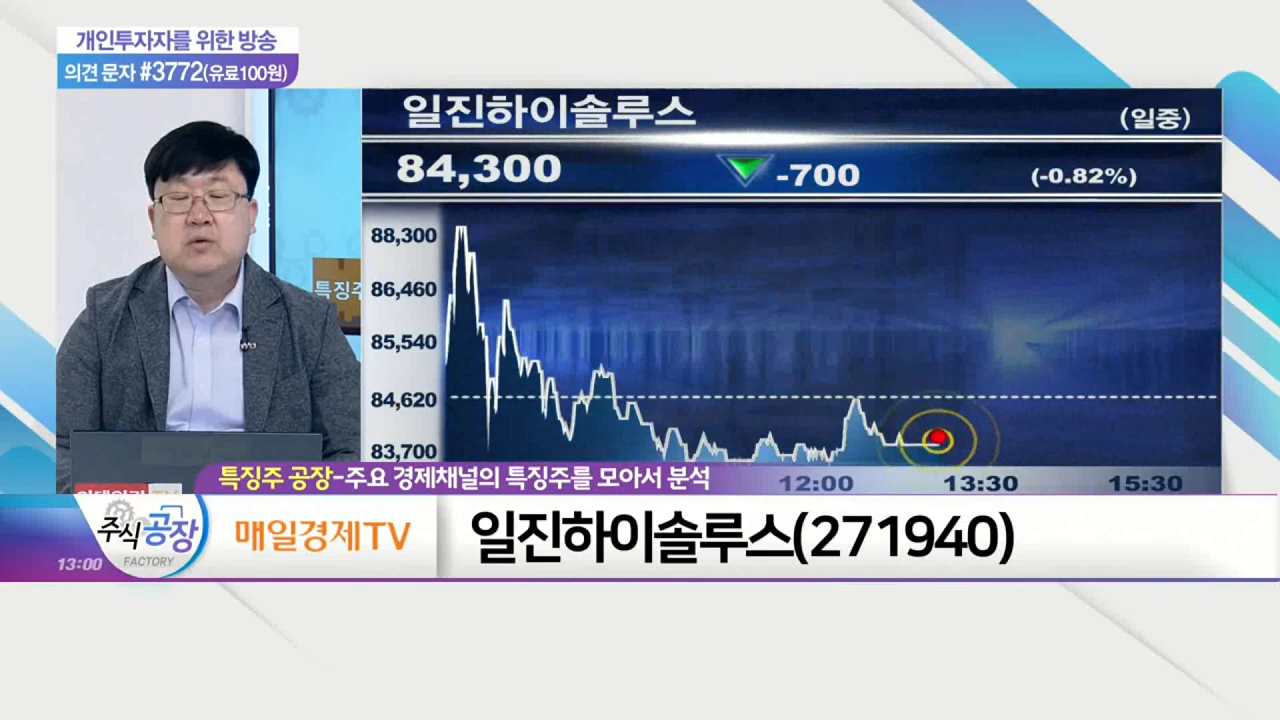 개인투자자를 위한 방송
의견 문자 #3772(유료100원)
일진하이솔루스
(일중)
84,300
-700
(-0.82%)
88,300
86,460
85,540
84,620
83,700
특징주
12:00
13:30
15:30
특징주 공장-주요 경제채널의 특징주를 모아서 분석
주식공장
FACTORY
13:00
매일경제TV
일진하이솔루스(271940)